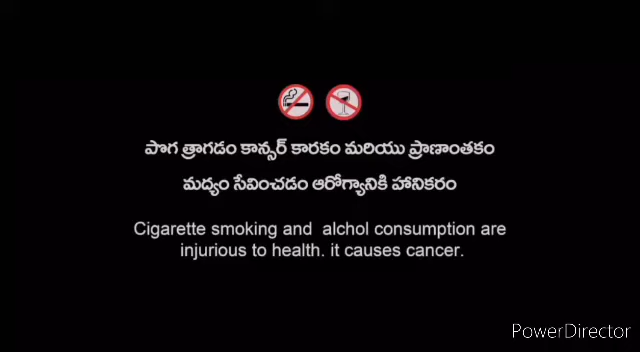 పొగ త్రాగడం కాన్సర్ కారకం మరియు ప్రాణాంతకం
మద్యం సేవించడం ఆరోగ్యానికి హానికరం
Cigarette smoking and alchol consumption are
injurious to health. it causes cancer.
PowerDirector